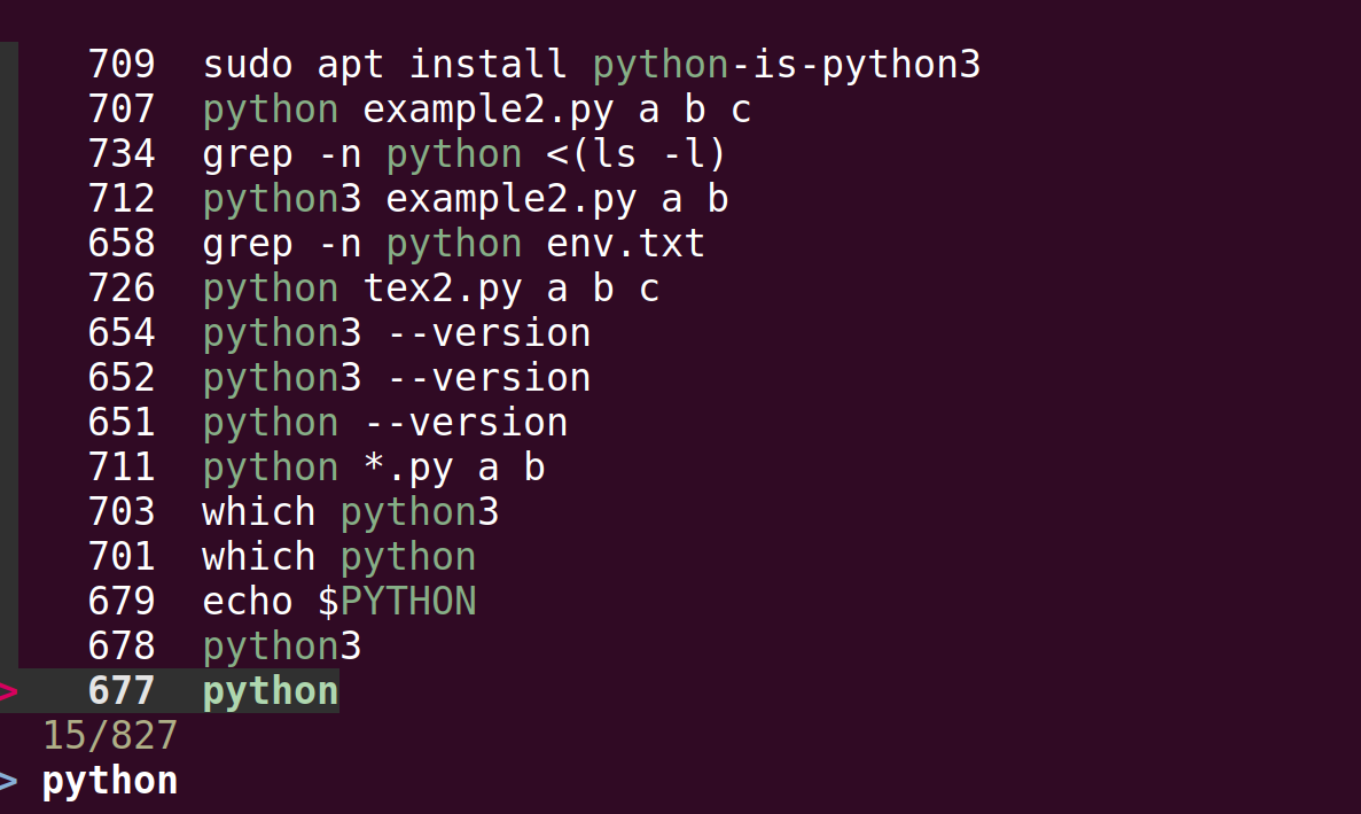 709 sudo apt install python-is-python3
707 python example2.py a b c
734 grep -n python <(ls -l)
712 python3 example2.py a b
658 grep -n python env.txt
726 python tex2.py a b c
654 python3 --version
652 python3 --version
651 python --version
711 python *.py a b
703 which python3
701 which python
679 echo $PYTHON
678 python3
> 677 python
15/827
> python